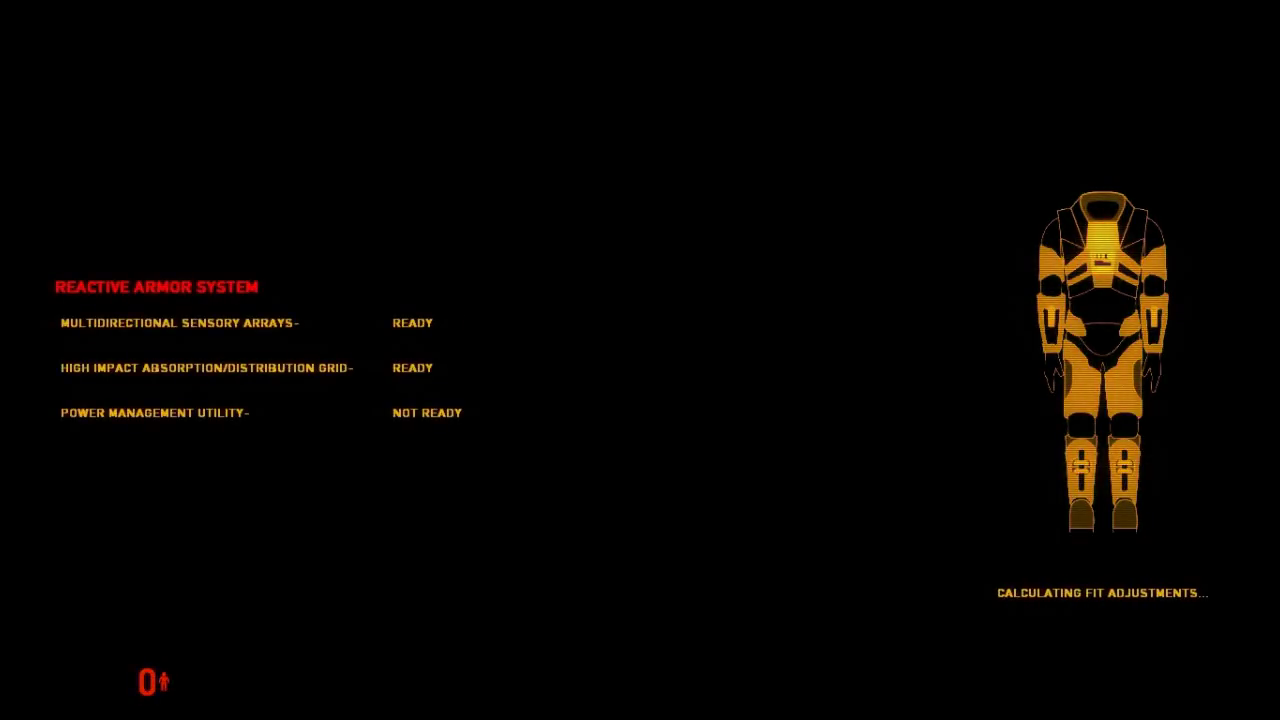 REACTIVE ARMOR SYSTEM
MULTIDIRECTIONAL SENSORY ARRAYS- READY
HIGH IMPACT ABSORPTION/DISTRIBUTION GRID- READY
POWER MANAGEMENT UTILITY- NOT READY
CALCULATING FIT ADJUSTMENTS...
0